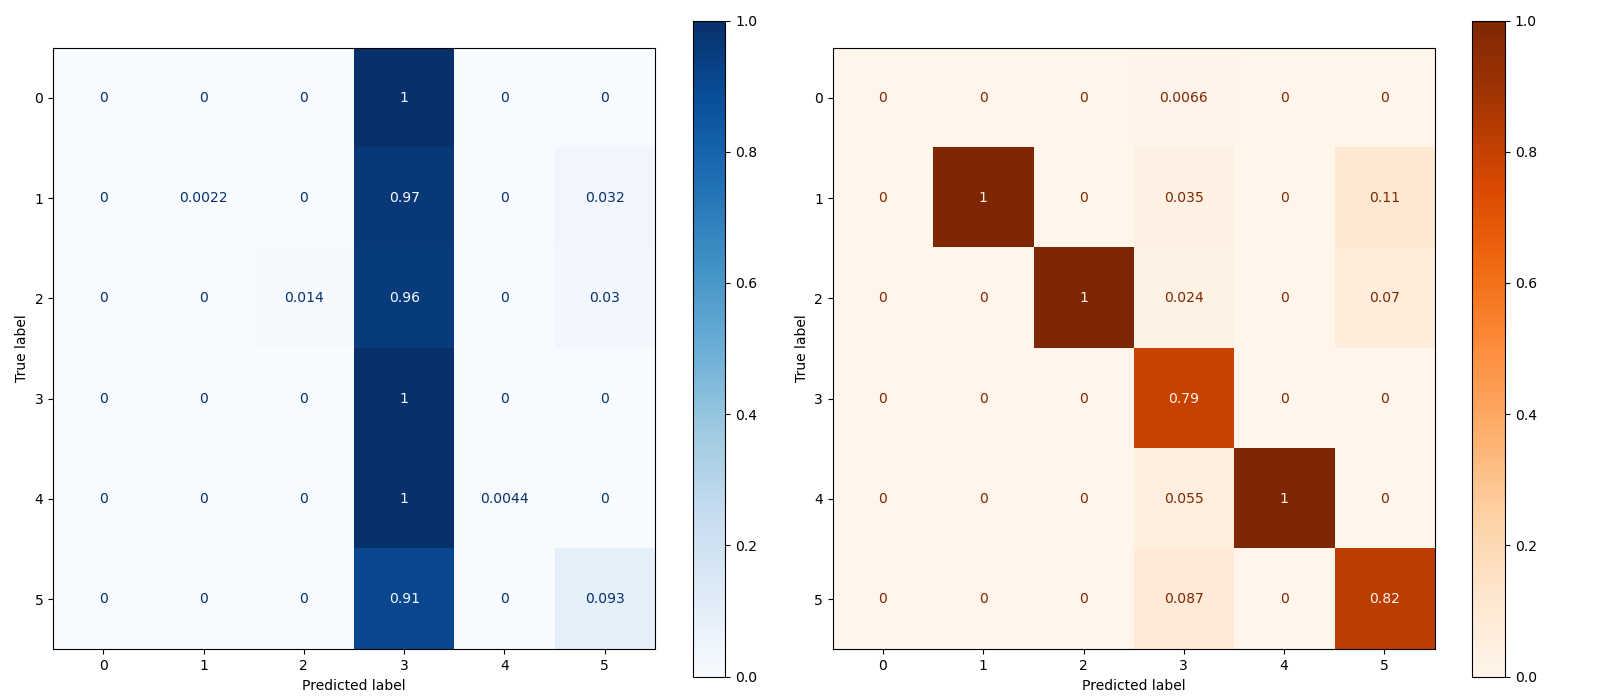 0 0 0 0 1 0 0
1 0 0.0022 0 0.97 0 0.032
2 0 0 0.014 0.96 0 0.03
3 0 0 0 1 0 0
4 0 0 0 1 0.0044 0
5 0 0 0 0.91 0 0.093
0 1 2 3 4 5
True label
Predicted label
1.0
0.8
0.6
0.4
0.2
0.0
0 0 0 0 0.0066 0 0
1 0 1 0 0.035 0 0.11
2 0 0 1 0.024 0 0.07
3 0 0 0 0.79 0 0
4 0 0 0 0.055 1 0
5 0 0 0 0.087 0 0.82
0 1 2 3 4 5
True label
Predicted label
1.0
0.8
0.6
0.4
0.2
0.0